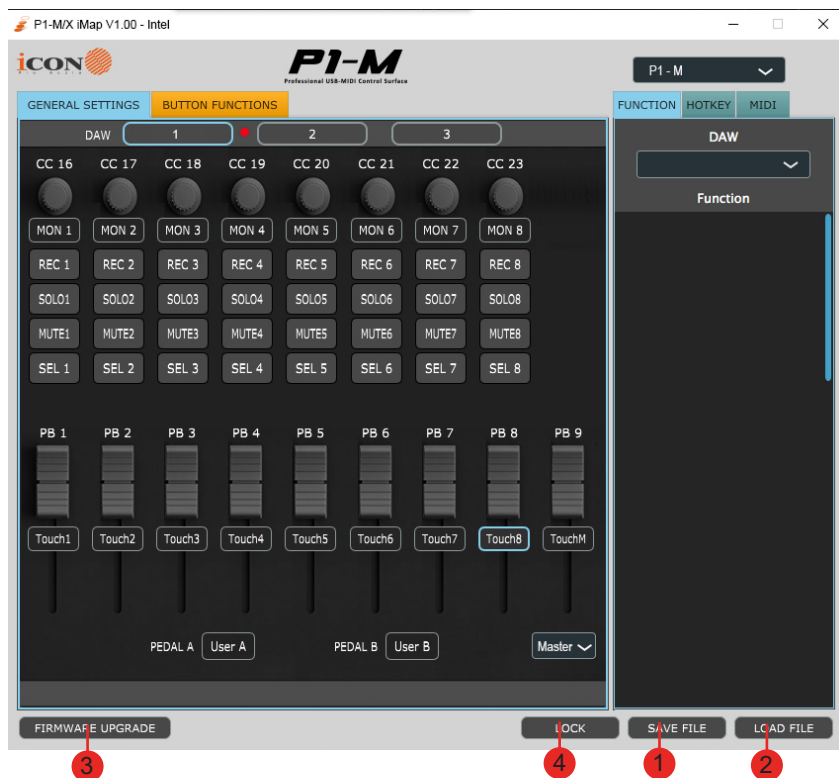 P1-M/X iMap V1.00 - Intel
icon
Pro Audio
P1-M
Professional USB-MIDI Control Surface
P1 - M
GENERAL SETTINGS BUTTON FUNCTIONS
FUNCTION HOTKEY MIDI
DAW 1 2 3
DAW
CC 16 CC 17 CC 18 CC 19 CC 20 CC 21 CC 22 CC 23
Function
MON 1 MON 2 MON 3 MON 4 MON 5 MON 6 MON 7 MON 8
REC 1 REC 2 REC 3 REC 4 REC 5 REC 6 REC 7 REC 8
SOLO1 SOLO2 SOLO3 SOLO4 SOLO5 SOLO6 SOLO7 SOLO8
MUTE1 MUTE2 MUTE3 MUTE4 MUTE5 MUTE6 MUTE7 MUTE8
SEL 1 SEL 2 SEL 3 SEL 4 SEL 5 SEL 6 SEL 7 SEL 8
PB 1 PB 2 PB 3 PB 4 PB 5 PB 6 PB 7 PB 8 PB 9
Touch1 Touch2 Touch3 Touch4 Touch5 Touch6 Touch7 Touch8 TouchM
PEDAL A User A PEDAL B User B Master
FIRMWARE UPGRADE LOCK SAVE FILE LOAD FILE
3 4 1 2